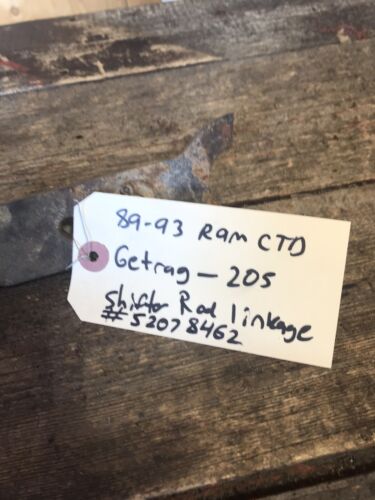 89-93 Ram CTD
Getrag - 205
Shifter Rod linkage
# 52078462